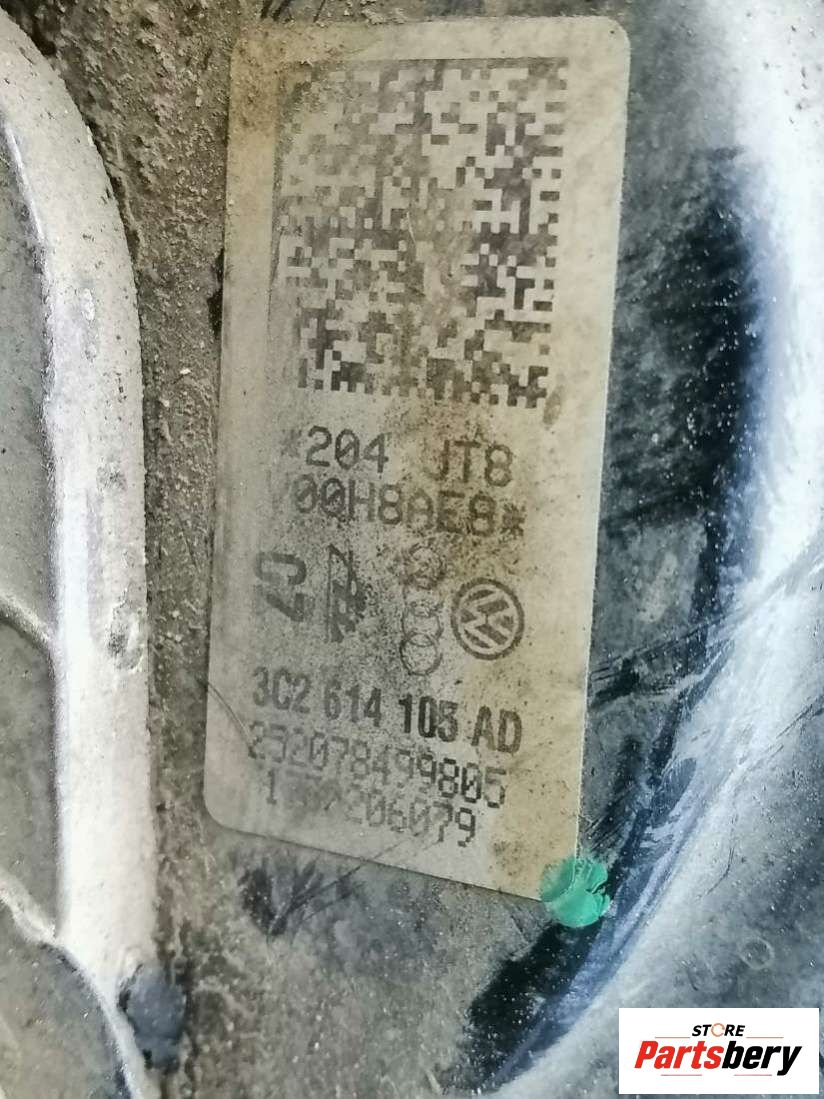 *204 JT8
00H8AE8*
3C2 614 105 AD
252078499805
STORE
Partsbery